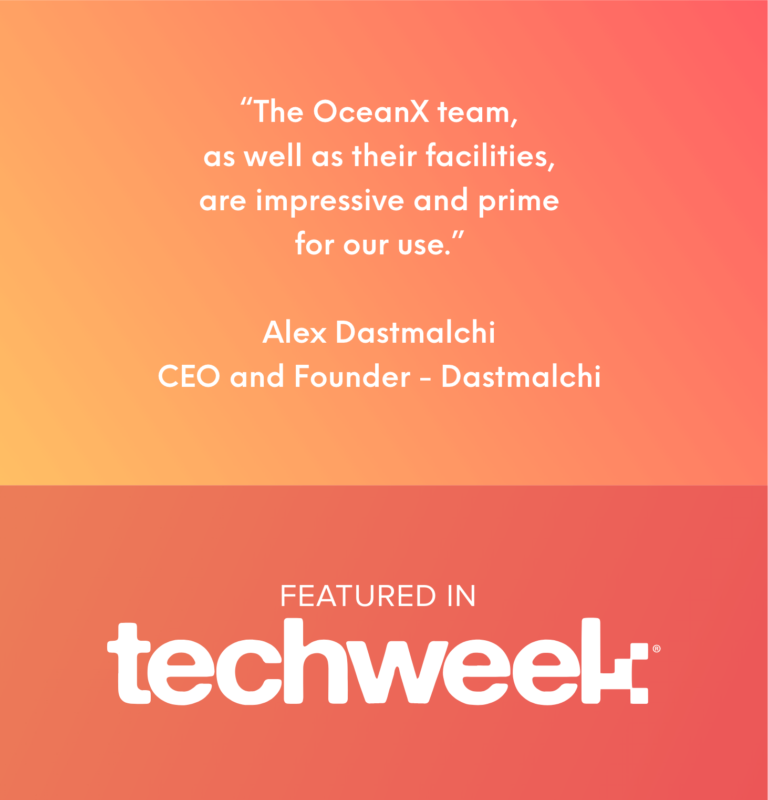 “The OceanX team,
as well as their facilities,
are impressive and prime
for our use.”
Alex Dastmalchi
CEO and Founder - Dastmalchi
FEATURED IN
techweek®